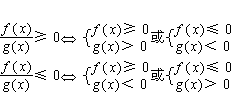 f(x)/g(x) ≥ 0 ⇔ { f(x) ≥ 0, g(x) > 0 或 { f(x) ≤ 0, g(x) < 0
f(x)/g(x) ≤ 0 ⇔ { f(x) ≥ 0, g(x) < 0 或 { f(x) ≤ 0, g(x) > 0